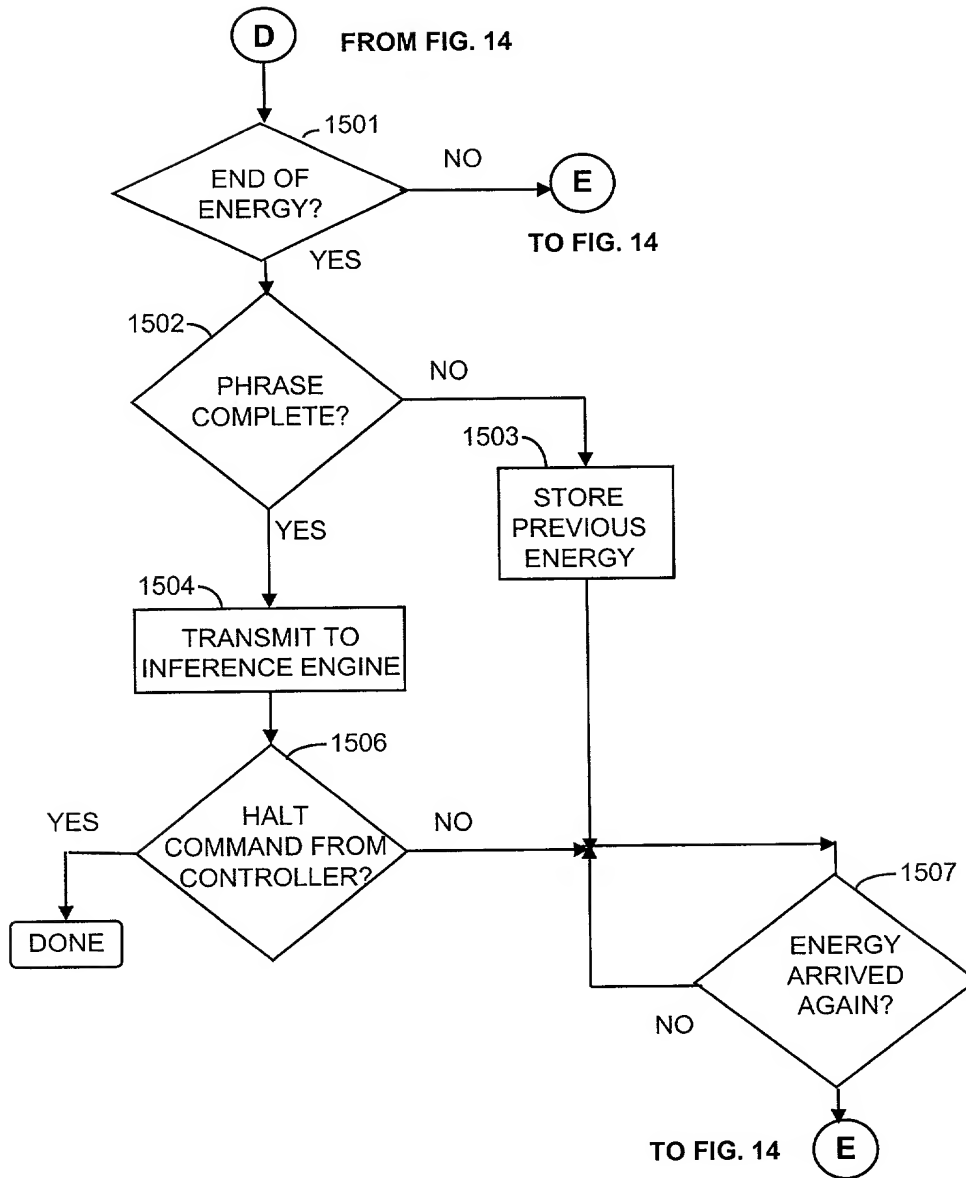 D
FROM FIG. 14
1501
NO
END OF
ENERGY?
E
TO FIG. 14
YES
1502
NO
PHRASE
COMPLETE?
1503
STORE
PREVIOUS
ENERGY
YES
1504
TRANSMIT TO
INFERENCE ENGINE
1506
YES
HALT
COMMAND FROM
CONTROLLER?
NO
DONE
1507
ENERGY
ARRIVED
AGAIN?
NO
TO FIG. 14
E